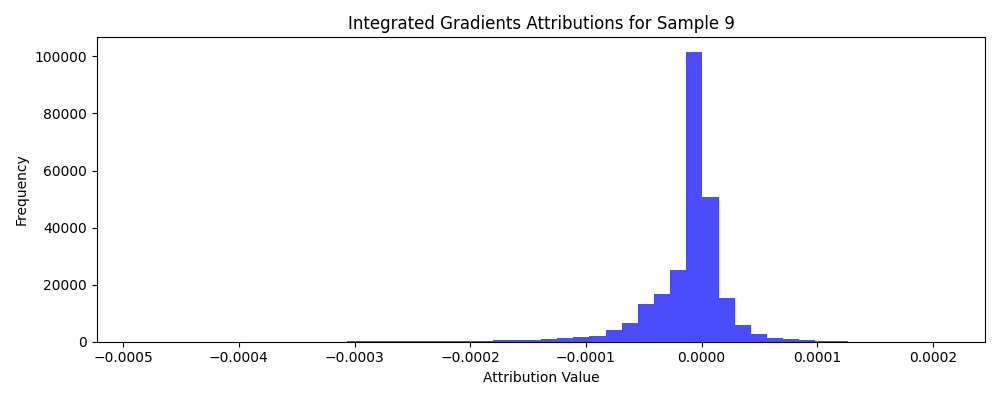 Integrated Gradients Attributions for Sample 9
Frequency
100000
80000
60000
40000
20000
0
−0.0005 −0.0004 −0.0003 −0.0002 −0.0001 0.0000 0.0001 0.0002
Attribution Value